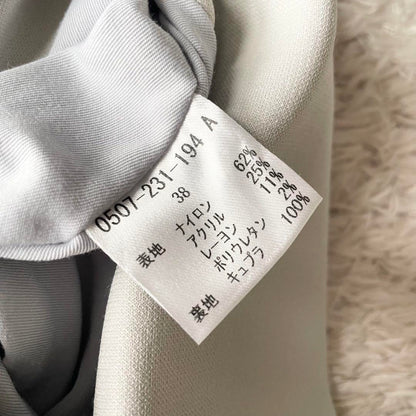 0507-231-194 A
38
表地 ナイロン 62%
アクリル 25%
レーヨン 11%
ポリウレタン 2%
裏地 キュプラ 100%